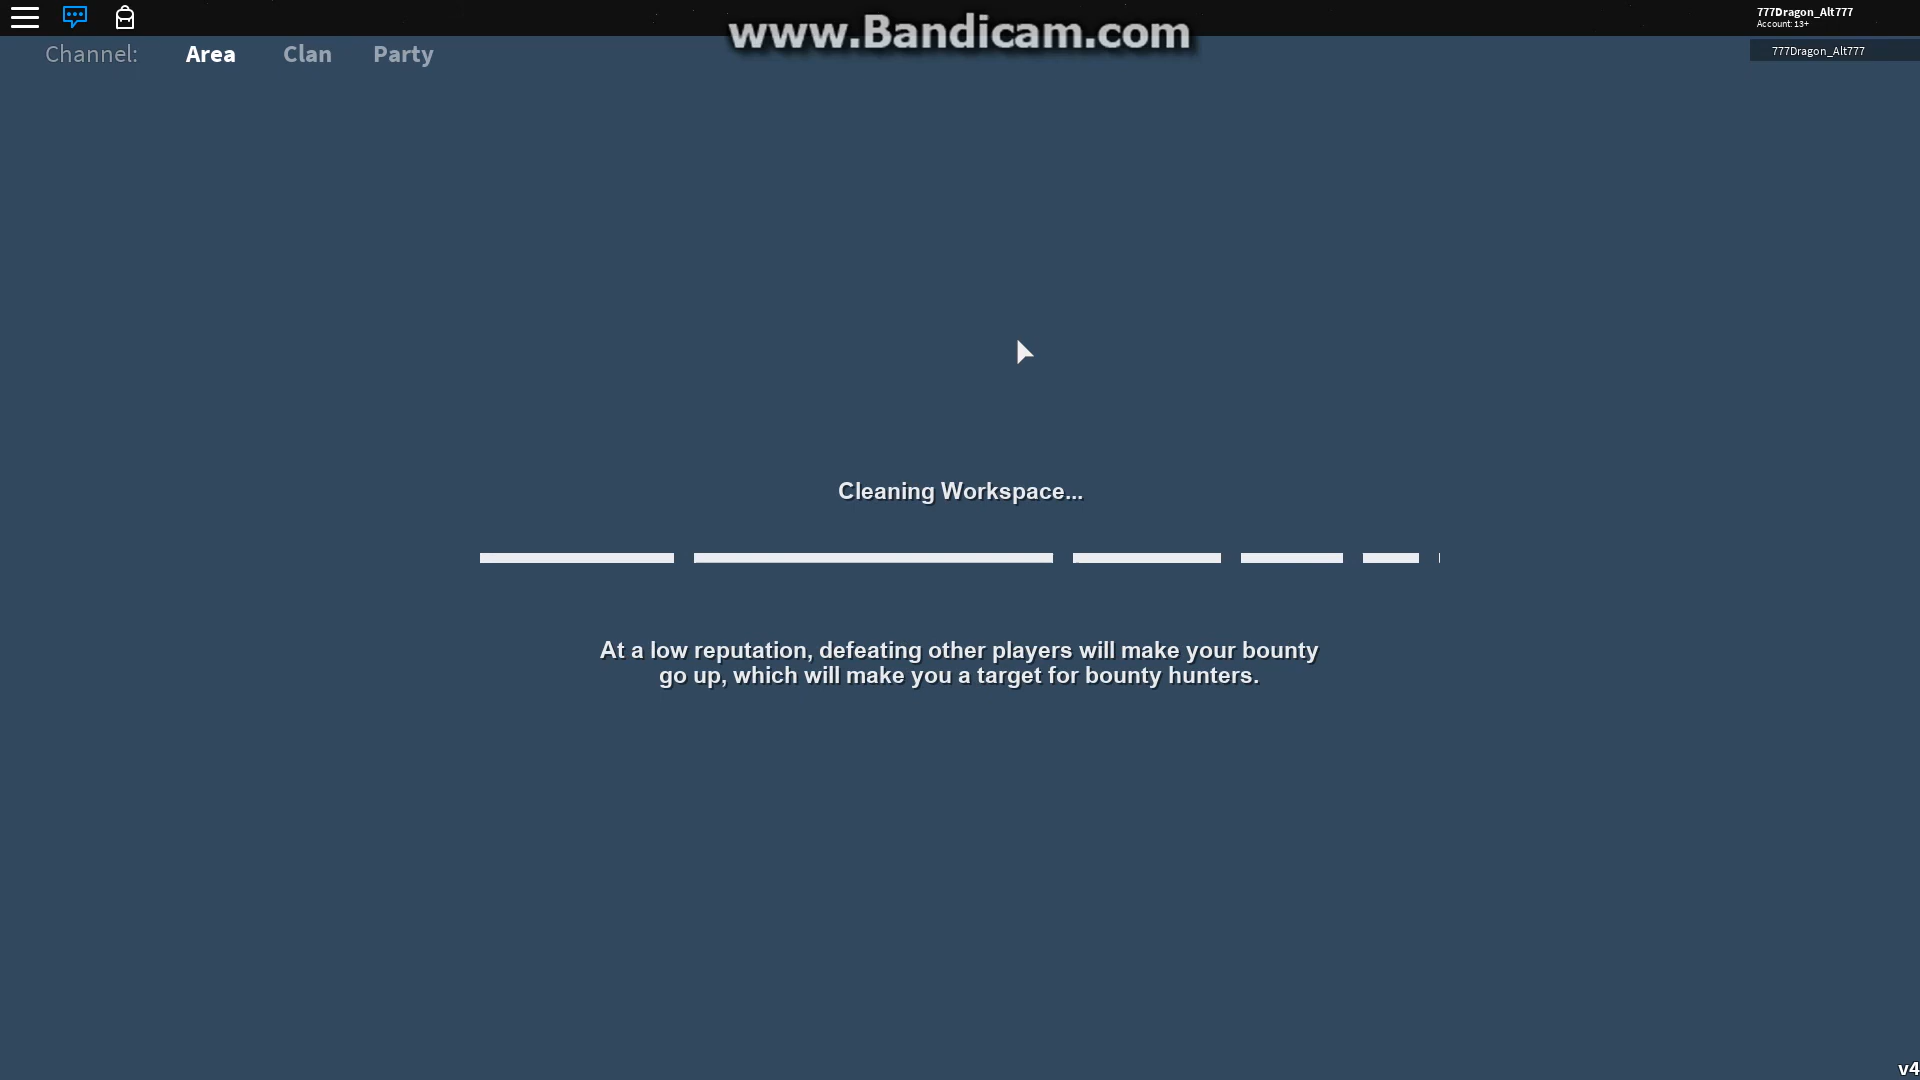 www.Bandicam.com
777Dragon_Alt777
Account: 13+
Channel: Area Clan Party
777Dragon_Alt777
Cleaning Workspace...
At a low reputation, defeating other players will make your bounty
go up, which will make you a target for bounty hunters.
v4